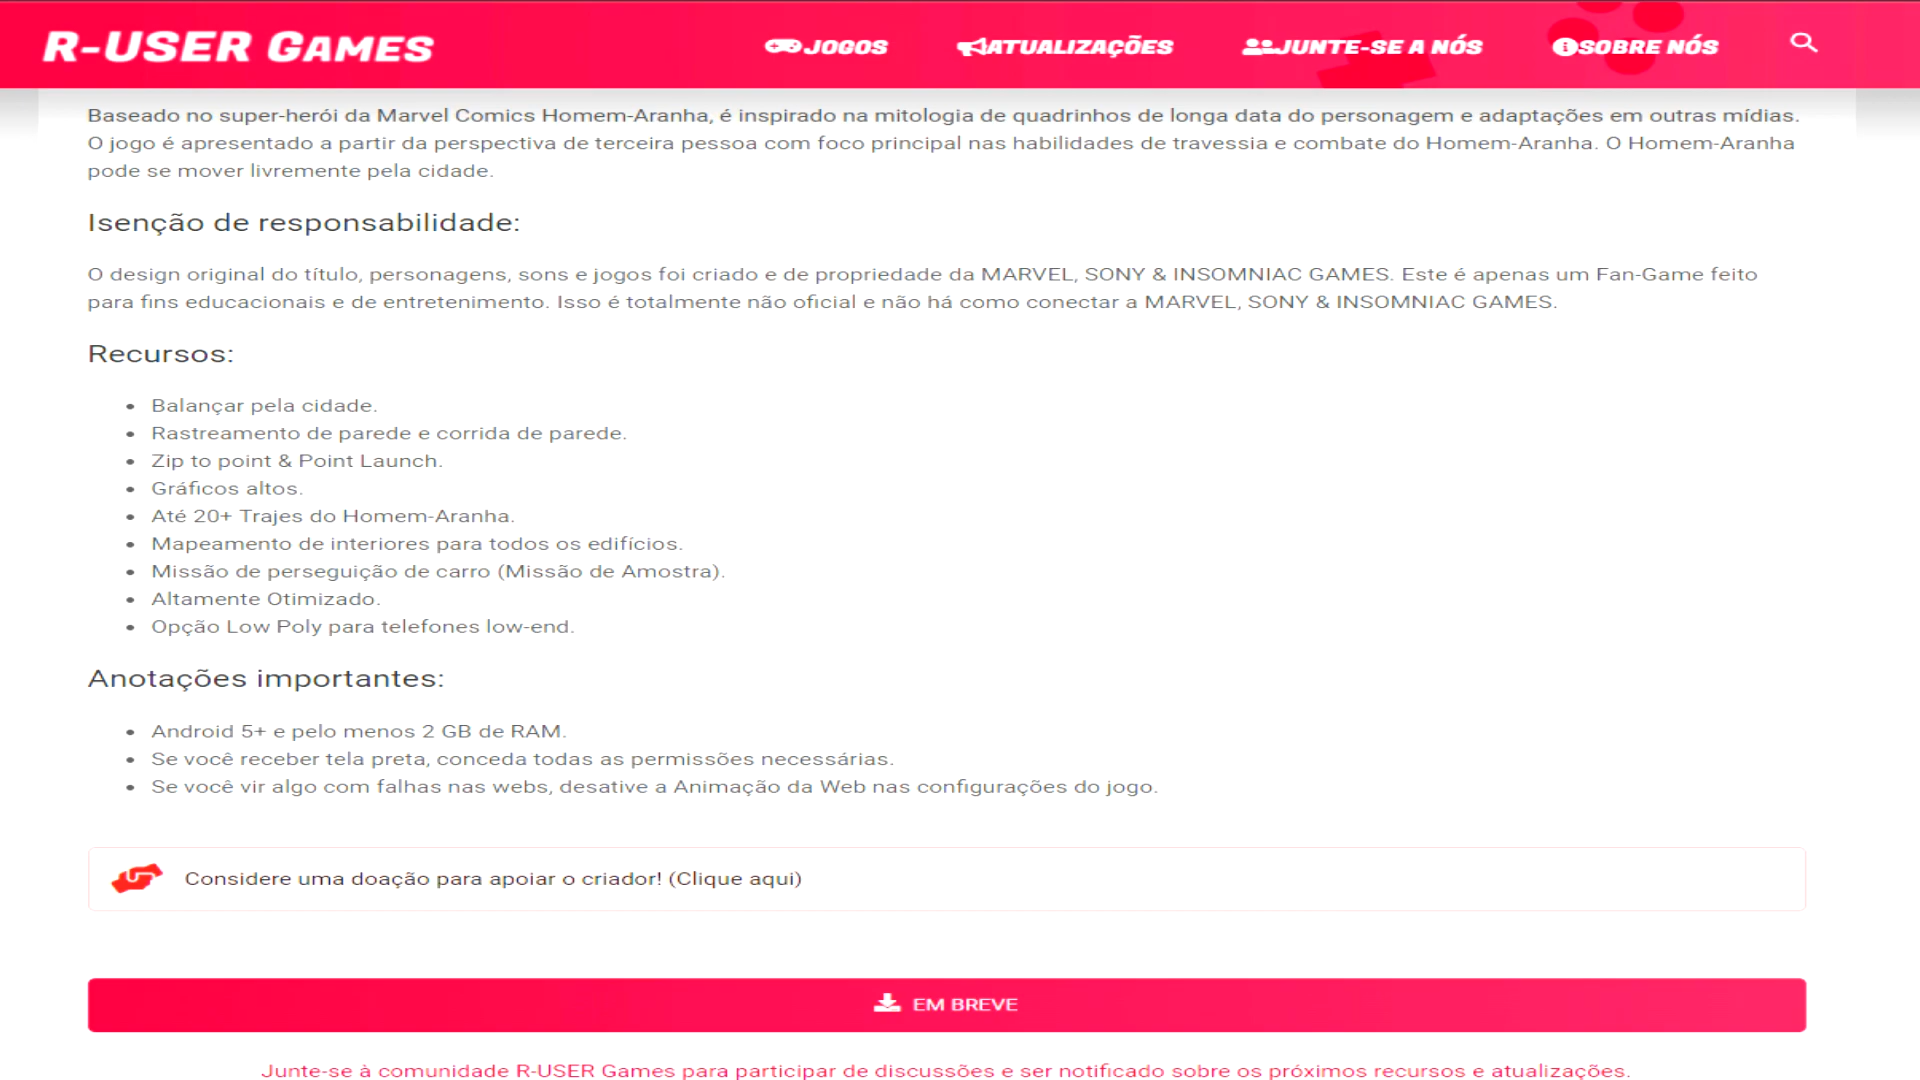 R-USER GAMES
JOGOS
ATUALIZAÇÕES
JUNTE-SE A NÓS
SOBRE NÓS
Baseado no super-herói da Marvel Comics Homem-Aranha, é inspirado na mitologia de quadrinhos de longa data do personagem e adaptações em outras mídias.
O jogo é apresentado a partir da perspectiva de terceira pessoa com foco principal nas habilidades de travessia e combate do Homem-Aranha. O Homem-Aranha
pode se mover livremente pela cidade.
Isenção de responsabilidade:
O design original do título, personagens, sons e jogos foi criado e de propriedade da MARVEL, SONY & INSOMNIAC GAMES. Este é apenas um Fan-Game feito
para fins educacionais e de entretenimento. Isso é totalmente não oficial e não há como conectar a MARVEL, SONY & INSOMNIAC GAMES.
Recursos:
• Balançar pela cidade.
• Rastreamento de parede e corrida de parede.
• Zip to point & Point Launch.
• Gráficos altos.
• Até 20+ Trajes do Homem-Aranha.
• Mapeamento de interiores para todos os edifícios.
• Missão de perseguição de carro (Missão de Amostra).
• Altamente Otimizado.
• Opção Low Poly para telefones low-end.
Anotações importantes:
• Android 5+ e pelo menos 2 GB de RAM.
• Se você receber tela preta, conceda todas as permissões necessárias.
• Se você vir algo com falhas nas webs, desative a Animação da Web nas configurações do jogo.
Considere uma doação para apoiar o criador! (Clique aqui)
EM BREVE
Junte-se à comunidade R-USER Games para participar de discussões e ser notificado sobre os próximos recursos e atualizações.